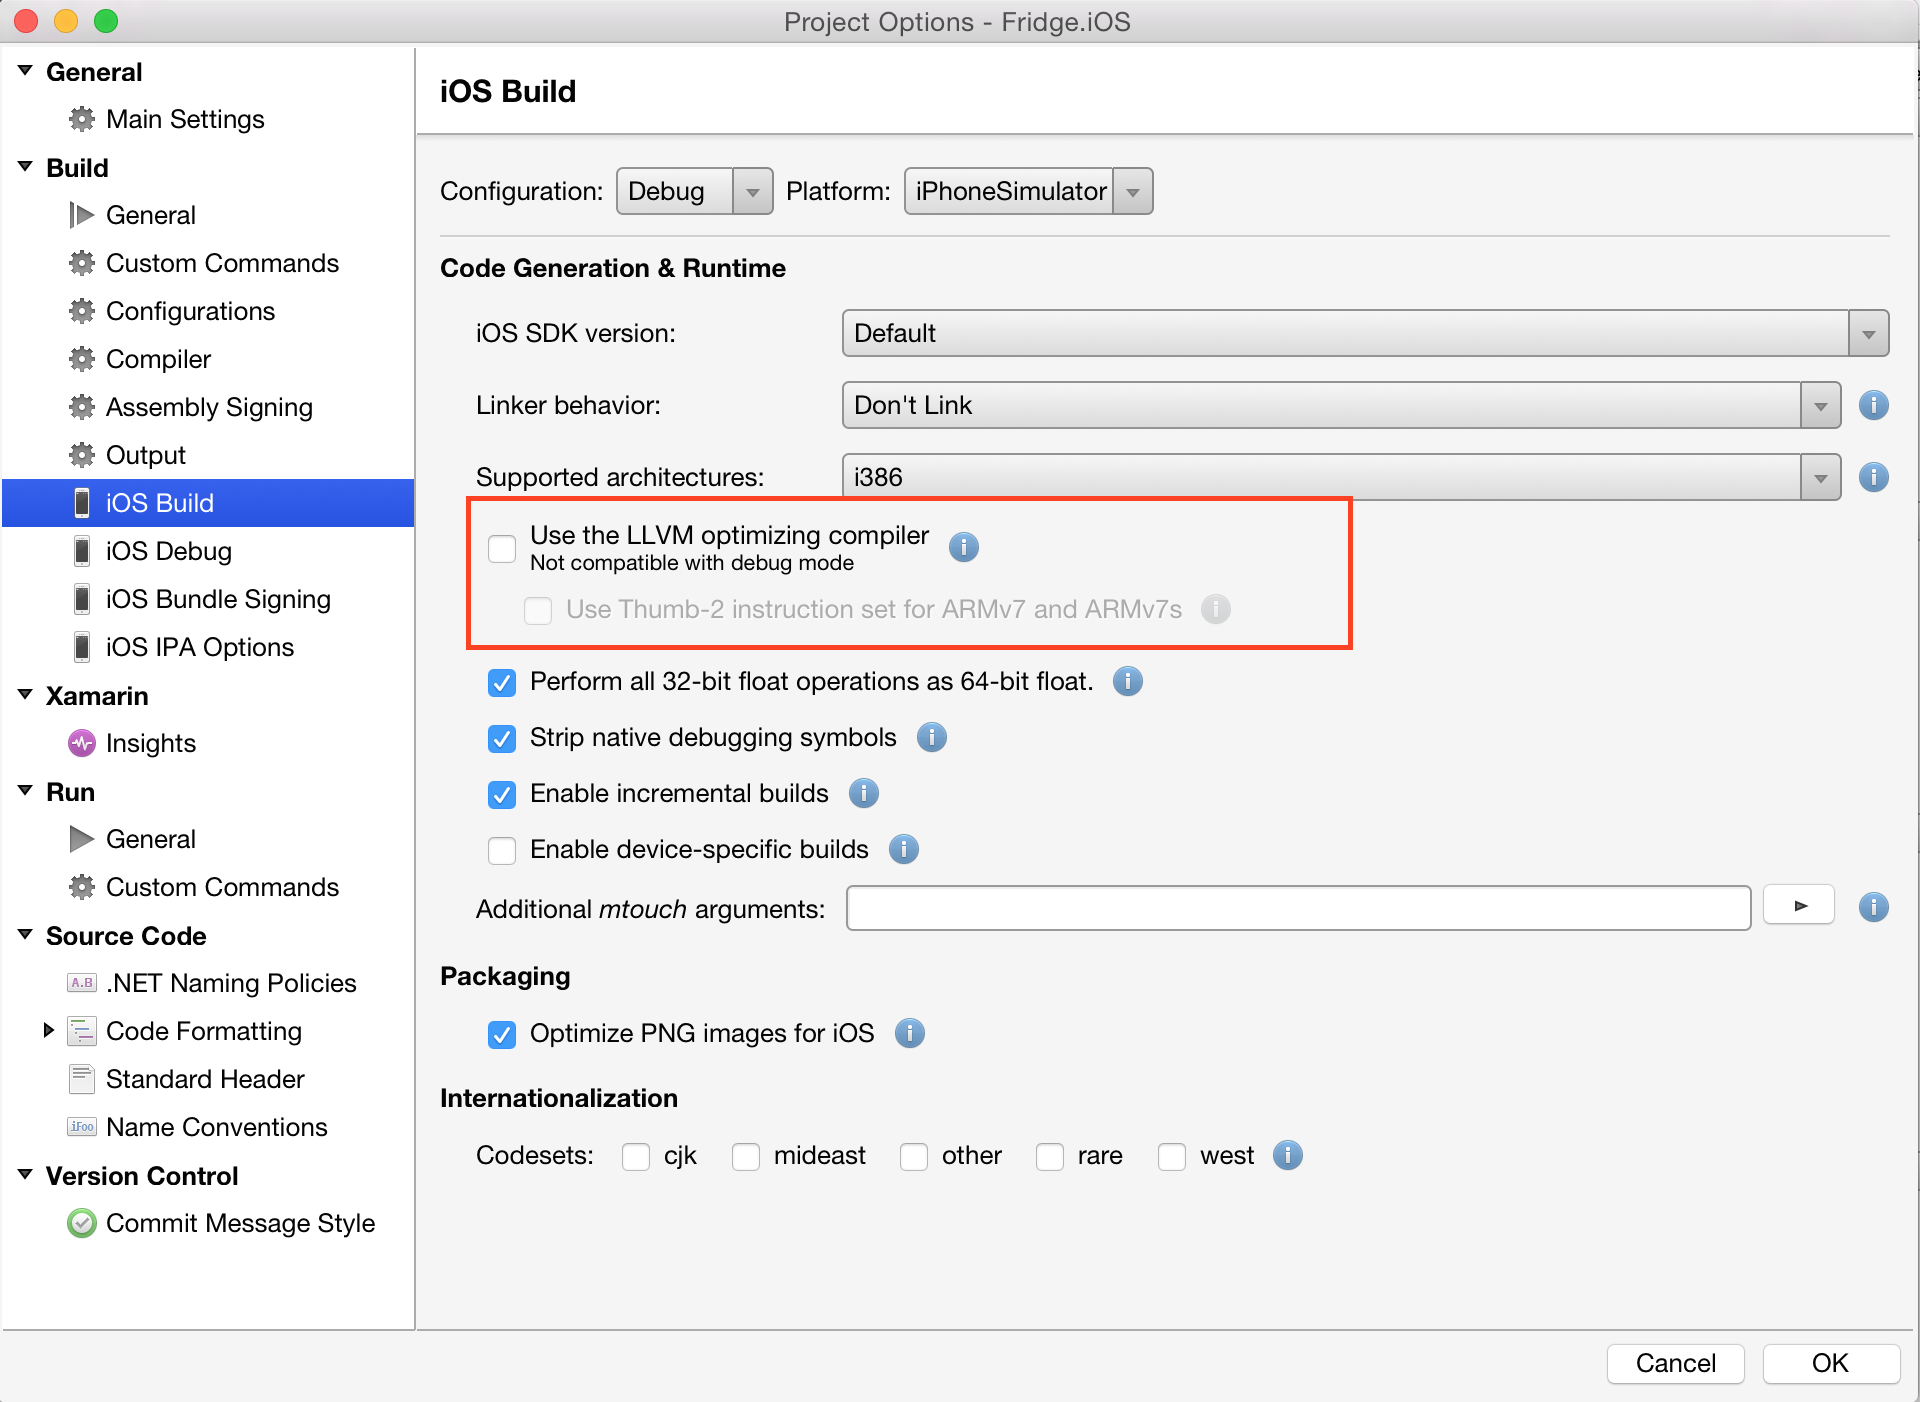 Project Options - Fridge.iOS
General
Main Settings
Build
General
Custom Commands
Configurations
Compiler
Assembly Signing
Output
iOS Build
iOS Debug
iOS Bundle Signing
iOS IPA Options
Xamarin
Insights
Run
General
Custom Commands
Source Code
A.B .NET Naming Policies
Code Formatting
Standard Header
iFoo Name Conventions
Version Control
Commit Message Style
iOS Build
Configuration: Debug Platform: iPhoneSimulator
Code Generation & Runtime
iOS SDK version: Default
Linker behavior: Don't Link
Supported architectures: i386
Use the LLVM optimizing compiler
Not compatible with debug mode
Use Thumb-2 instruction set for ARMv7 and ARMv7s
Perform all 32-bit float operations as 64-bit float.
Strip native debugging symbols
Enable incremental builds
Enable device-specific builds
Additional mtouch arguments:
Packaging
Optimize PNG images for iOS
Internationalization
Codesets: cjk mideast other rare west
Cancel OK